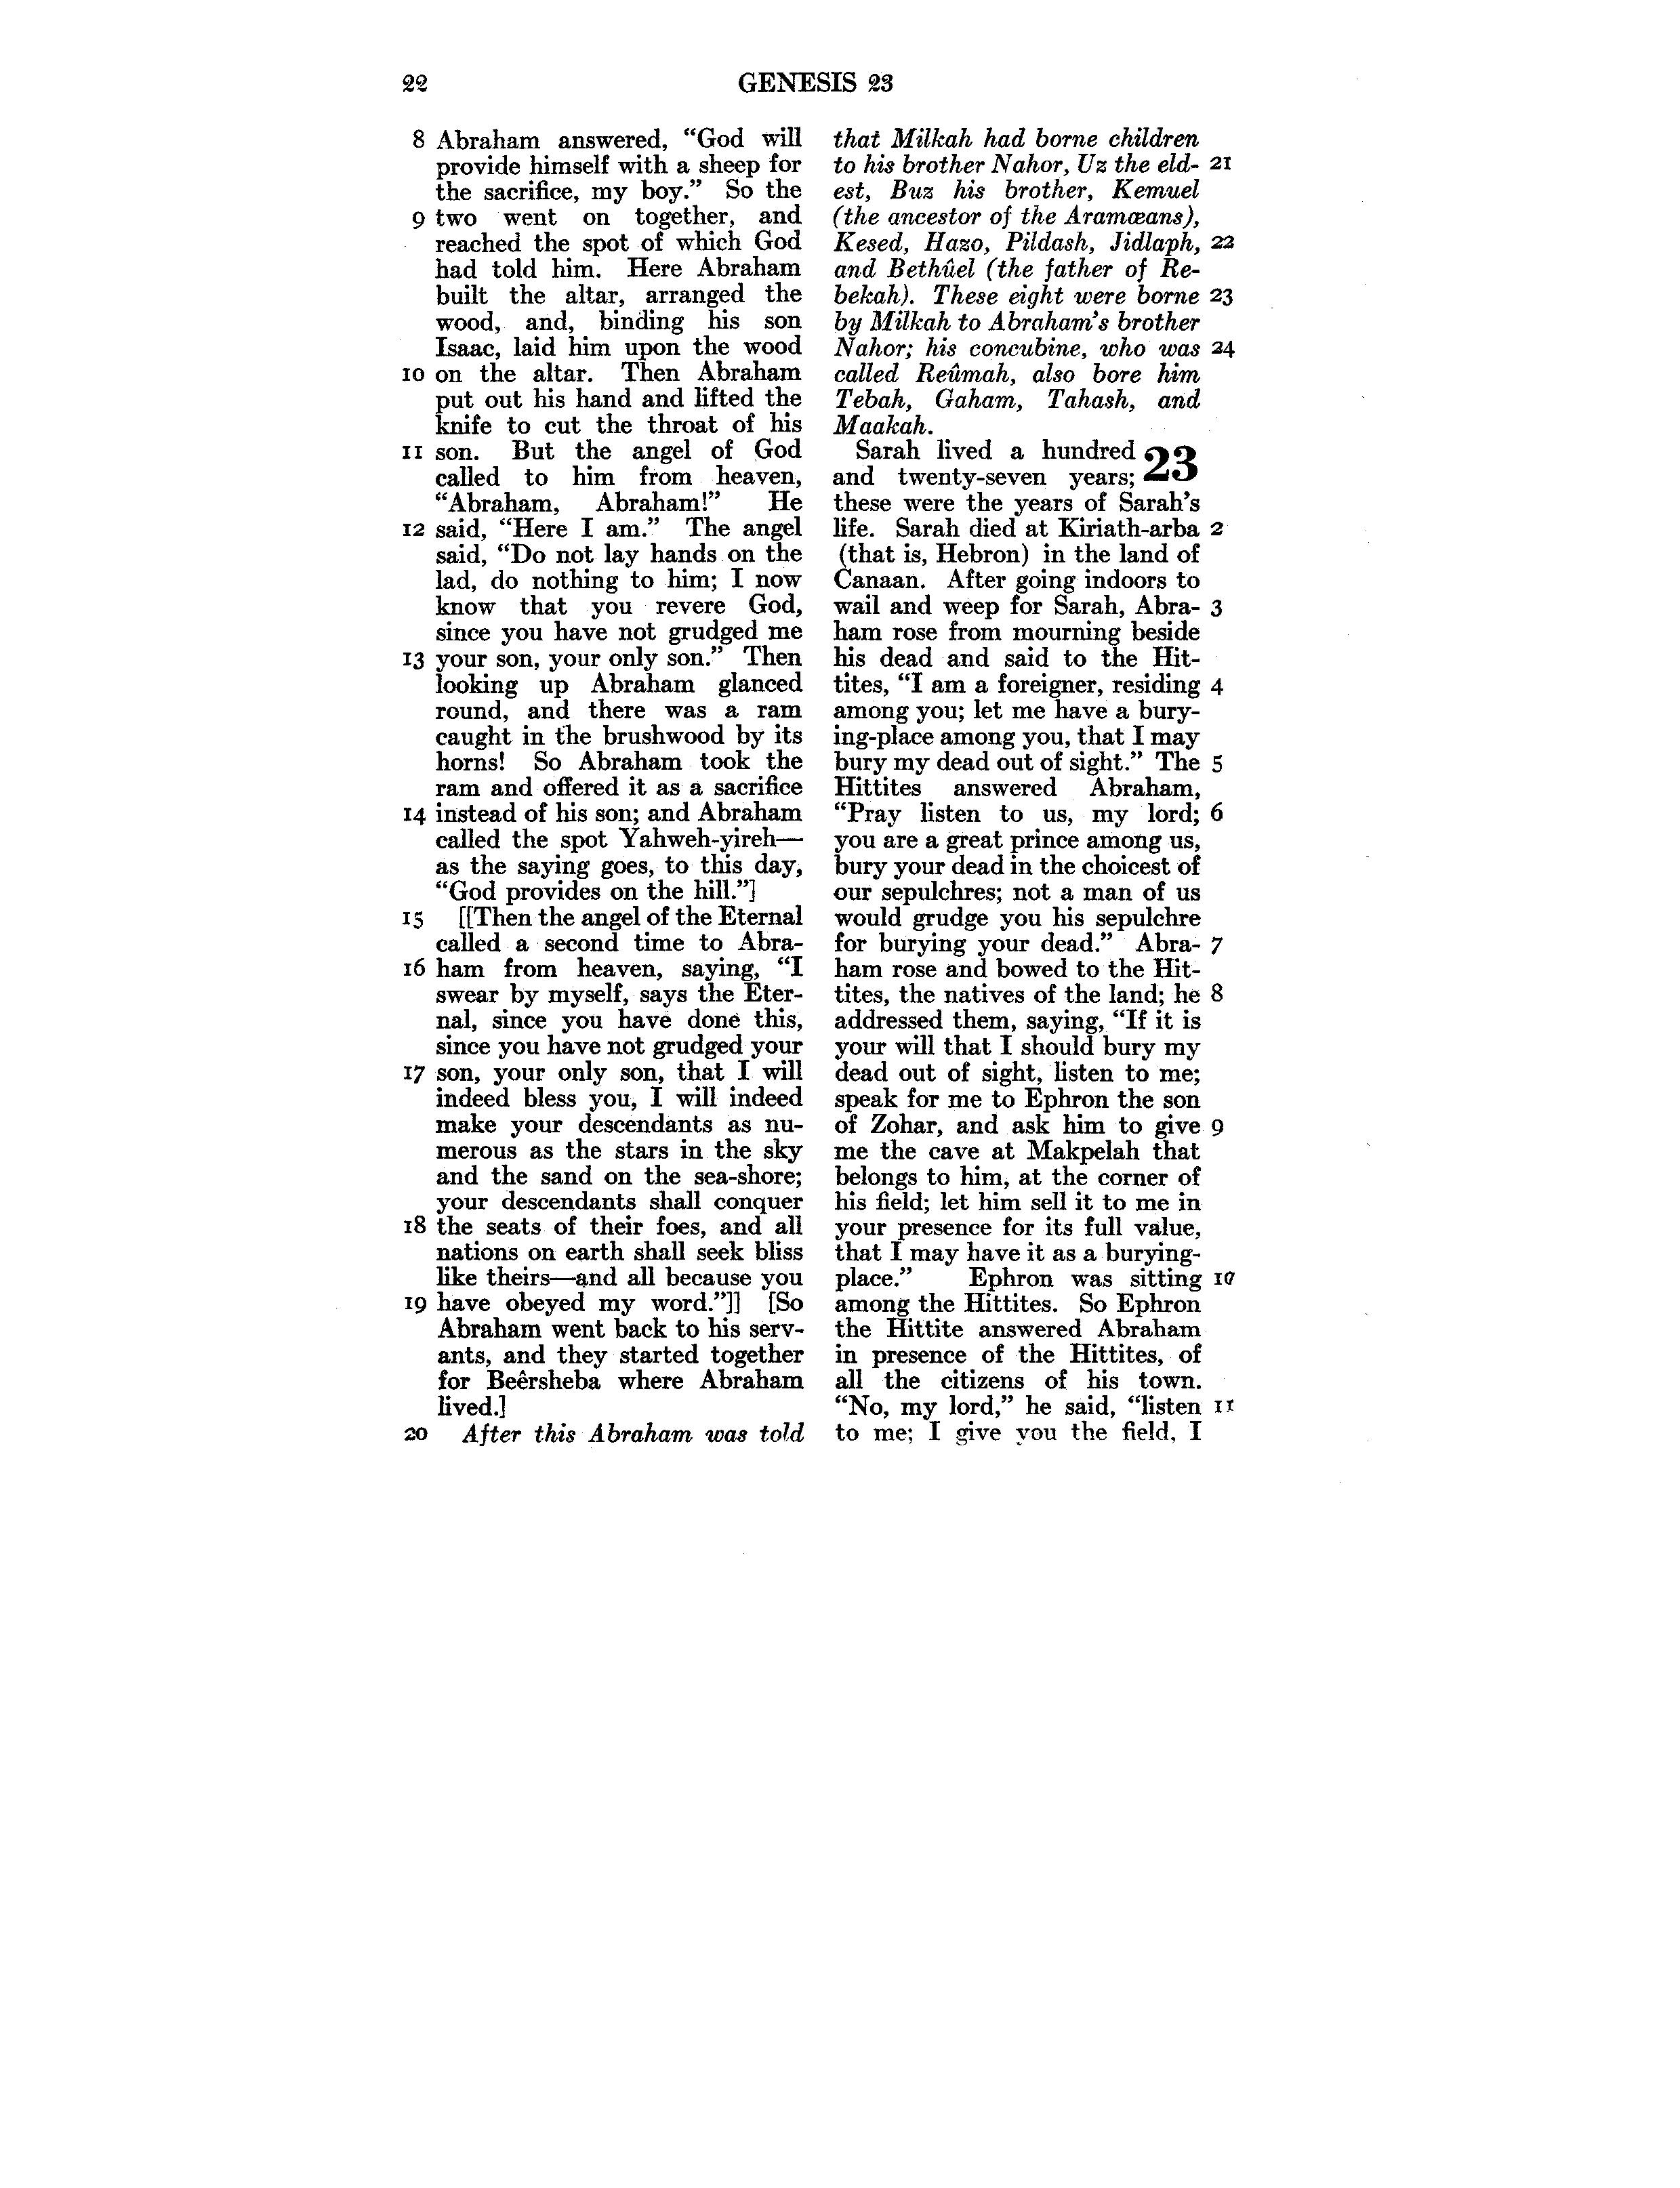 22 GENESIS 23
8 Abraham answered, “God will
provide himself with a sheep for
the sacrifice, my boy.” So the
9 two went on together, and
reached the spot of which God
had told him. Here Abraham
built the altar, arranged the
wood, and, binding his son
Isaac, laid him upon the wood
10 on the altar. Then Abraham
put out his hand and lifted the
knife to cut the throat of his
11 son. But the angel of God
called to him from heaven,
“Abraham, Abraham!” He
12 said, “Here I am.” The angel
said, “Do not lay hands on the
lad, do nothing to him; I now
know that you revere God,
since you have not grudged me
13 your son, your only son.” Then
looking up Abraham glanced
round, and there was a ram
caught in the brushwood by its
horns! So Abraham took the
ram and offered it as a sacrifice
14 instead of his son; and Abraham
called the spot Yahweh-yireh—
as the saying goes, to this day,
“God provides on the hill.”]
15 [[Then the angel of the Eternal
called a second time to Abra-
16 ham from heaven, saying, “I
swear by myself, says the Eter-
nal, since you have done this,
since you have not grudged your
17 son, your only son, that I will
indeed bless you, I will indeed
make your descendants as nu-
merous as the stars in the sky
and the sand on the sea-shore;
your descendants shall conquer
18 the seats of their foes, and all
nations on earth shall seek bliss
like theirs—and all because you
19 have obeyed my word.”]] [So
Abraham went back to his serv-
ants, and they started together
for Beêrsheba where Abraham
lived.]
20 After this Abraham was told
that Milkah had borne children
to his brother Nahor, Uz the eld- 21
est, Buz his brother, Kemuel
(the ancestor of the Aramœans),
Kesed, Hazo, Pildash, Jidlaph, 22
and Bethûel (the father of Re-
bekah). These eight were borne 23
by Milkah to Abraham’s brother
Nahor; his concubine, who was 24
called Reûmah, also bore him
Tebah, Gaham, Tahash, and
Maakah.
Sarah lived a hundred 23
and twenty-seven years;
these were the years of Sarah’s
life. Sarah died at Kiriath-arba 2
(that is, Hebron) in the land of
Canaan. After going indoors to
wail and weep for Sarah, Abra- 3
ham rose from mourning beside
his dead and said to the Hit-
tites, “I am a foreigner, residing 4
among you; let me have a bury-
ing-place among you, that I may
bury my dead out of sight.” The 5
Hittites answered Abraham,
“Pray listen to us, my lord; 6
you are a great prince among us,
bury your dead in the choicest of
our sepulchres; not a man of us
would grudge you his sepulchre
for burying your dead.” Abra- 7
ham rose and bowed to the Hit-
tites, the natives of the land; he 8
addressed them, saying, “If it is
your will that I should bury my
dead out of sight, listen to me;
speak for me to Ephron the son
of Zohar, and ask him to give 9
me the cave at Makpelah that
belongs to him, at the corner of
his field; let him sell it to me in
your presence for its full value,
that I may have it as a burying-
place.” Ephron was sitting 10
among the Hittites. So Ephron
the Hittite answered Abraham
in presence of the Hittites, of
all the citizens of his town.
“No, my lord,” he said, “listen 11
to me; I give you the field, I